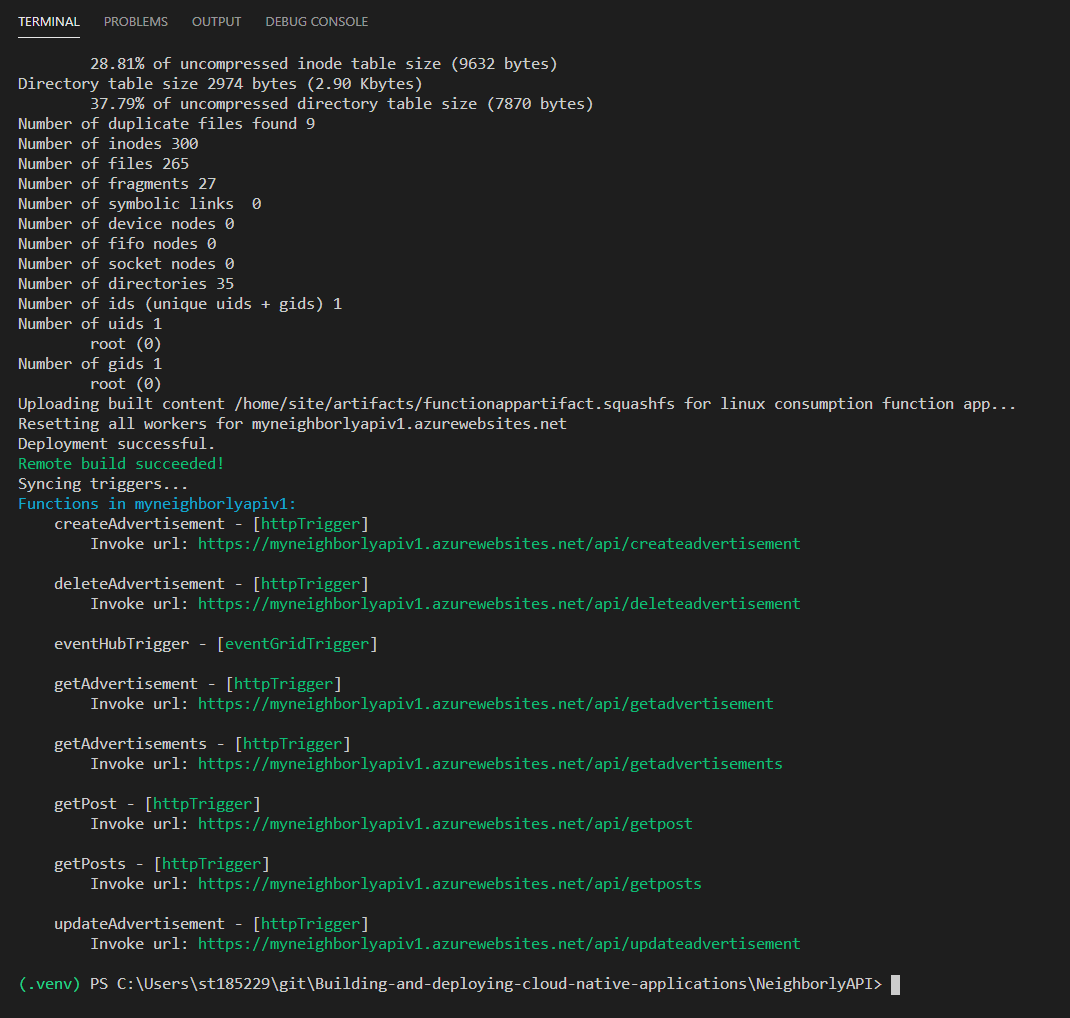 TERMINAL PROBLEMS OUTPUT DEBUG CONSOLE
28.81% of uncompressed inode table size (9632 bytes)
Directory table size 2974 bytes (2.90 Kbytes)
37.79% of uncompressed directory table size (7870 bytes)
Number of duplicate files found 9
Number of inodes 300
Number of files 265
Number of fragments 27
Number of symbolic links  0
Number of device nodes 0
Number of fifo nodes 0
Number of socket nodes 0
Number of directories 35
Number of ids (unique uids + gids) 1
Number of uids 1
root (0)
Number of gids 1
root (0)
Uploading built content /home/site/artifacts/functionappartifact.squashfs for linux consumption function app...
Resetting all workers for myneighborlyapiv1.azurewebsites.net
Deployment successful.
Remote build succeeded!
Syncing triggers...
Functions in myneighborlyapiv1:
createAdvertisement - [httpTrigger]
Invoke url: https://myneighborlyapiv1.azurewebsites.net/api/createadvertisement
deleteAdvertisement - [httpTrigger]
Invoke url: https://myneighborlyapiv1.azurewebsites.net/api/deleteadvertisement
eventHubTrigger - [eventGridTrigger]
getAdvertisement - [httpTrigger]
Invoke url: https://myneighborlyapiv1.azurewebsites.net/api/getadvertisement
getAdvertisements - [httpTrigger]
Invoke url: https://myneighborlyapiv1.azurewebsites.net/api/getadvertisements
getPost - [httpTrigger]
Invoke url: https://myneighborlyapiv1.azurewebsites.net/api/getpost
getPosts - [httpTrigger]
Invoke url: https://myneighborlyapiv1.azurewebsites.net/api/getposts
updateAdvertisement - [httpTrigger]
Invoke url: https://myneighborlyapiv1.azurewebsites.net/api/updateadvertisement
(.venv) PS C:\Users\st185229\git\Building-and-deploying-cloud-native-applications\NeighborlyAPI>